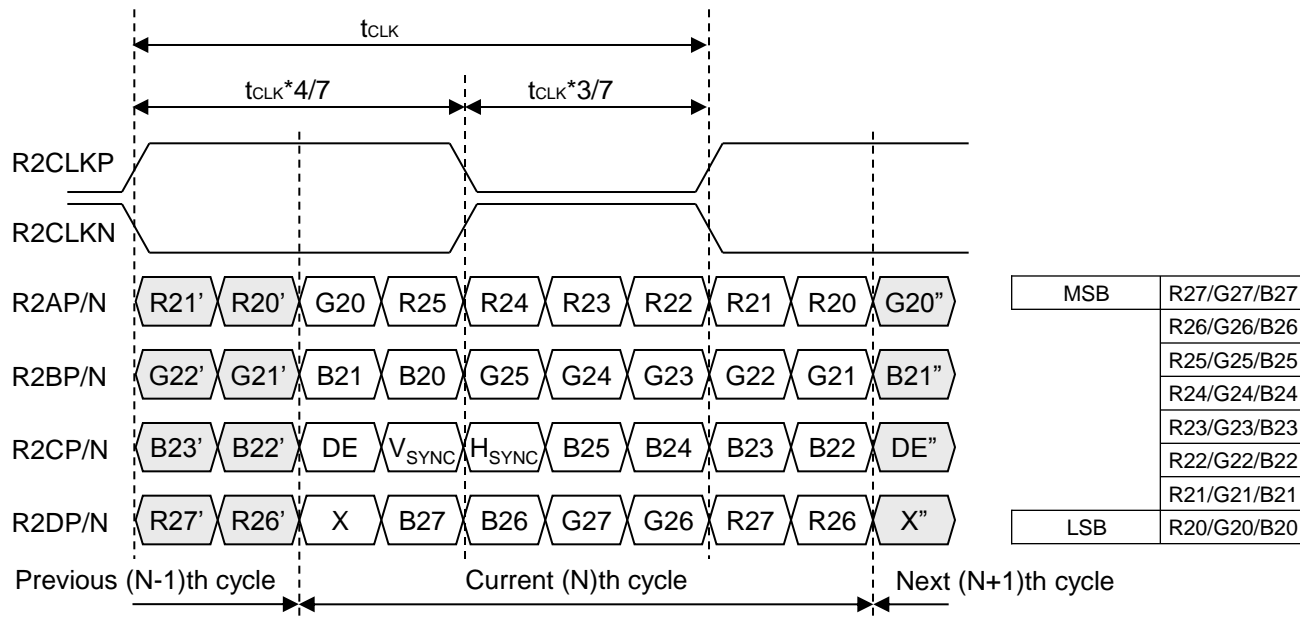 tCLK
tCLK*4/7 tCLK*3/7
R2CLKP
R2CLKN
R2AP/N R21’ R20’ G20 R25 R24 R23 R22 R21 R20 G20”
R2BP/N G22’ G21’ B21 B20 G25 G24 G23 G22 G21 B21”
R2CP/N B23’ B22’ DE VSYNC HSYNC B25 B24 B23 B22 DE”
R2DP/N R27’ R26’ X B27 B26 G27 G26 R27 R26 X”
Previous (N-1)th cycle Current (N)th cycle Next (N+1)th cycle
MSB R27/G27/B27
R26/G26/B26
R25/G25/B25
R24/G24/B24
R23/G23/B23
R22/G22/B22
R21/G21/B21
LSB R20/G20/B20